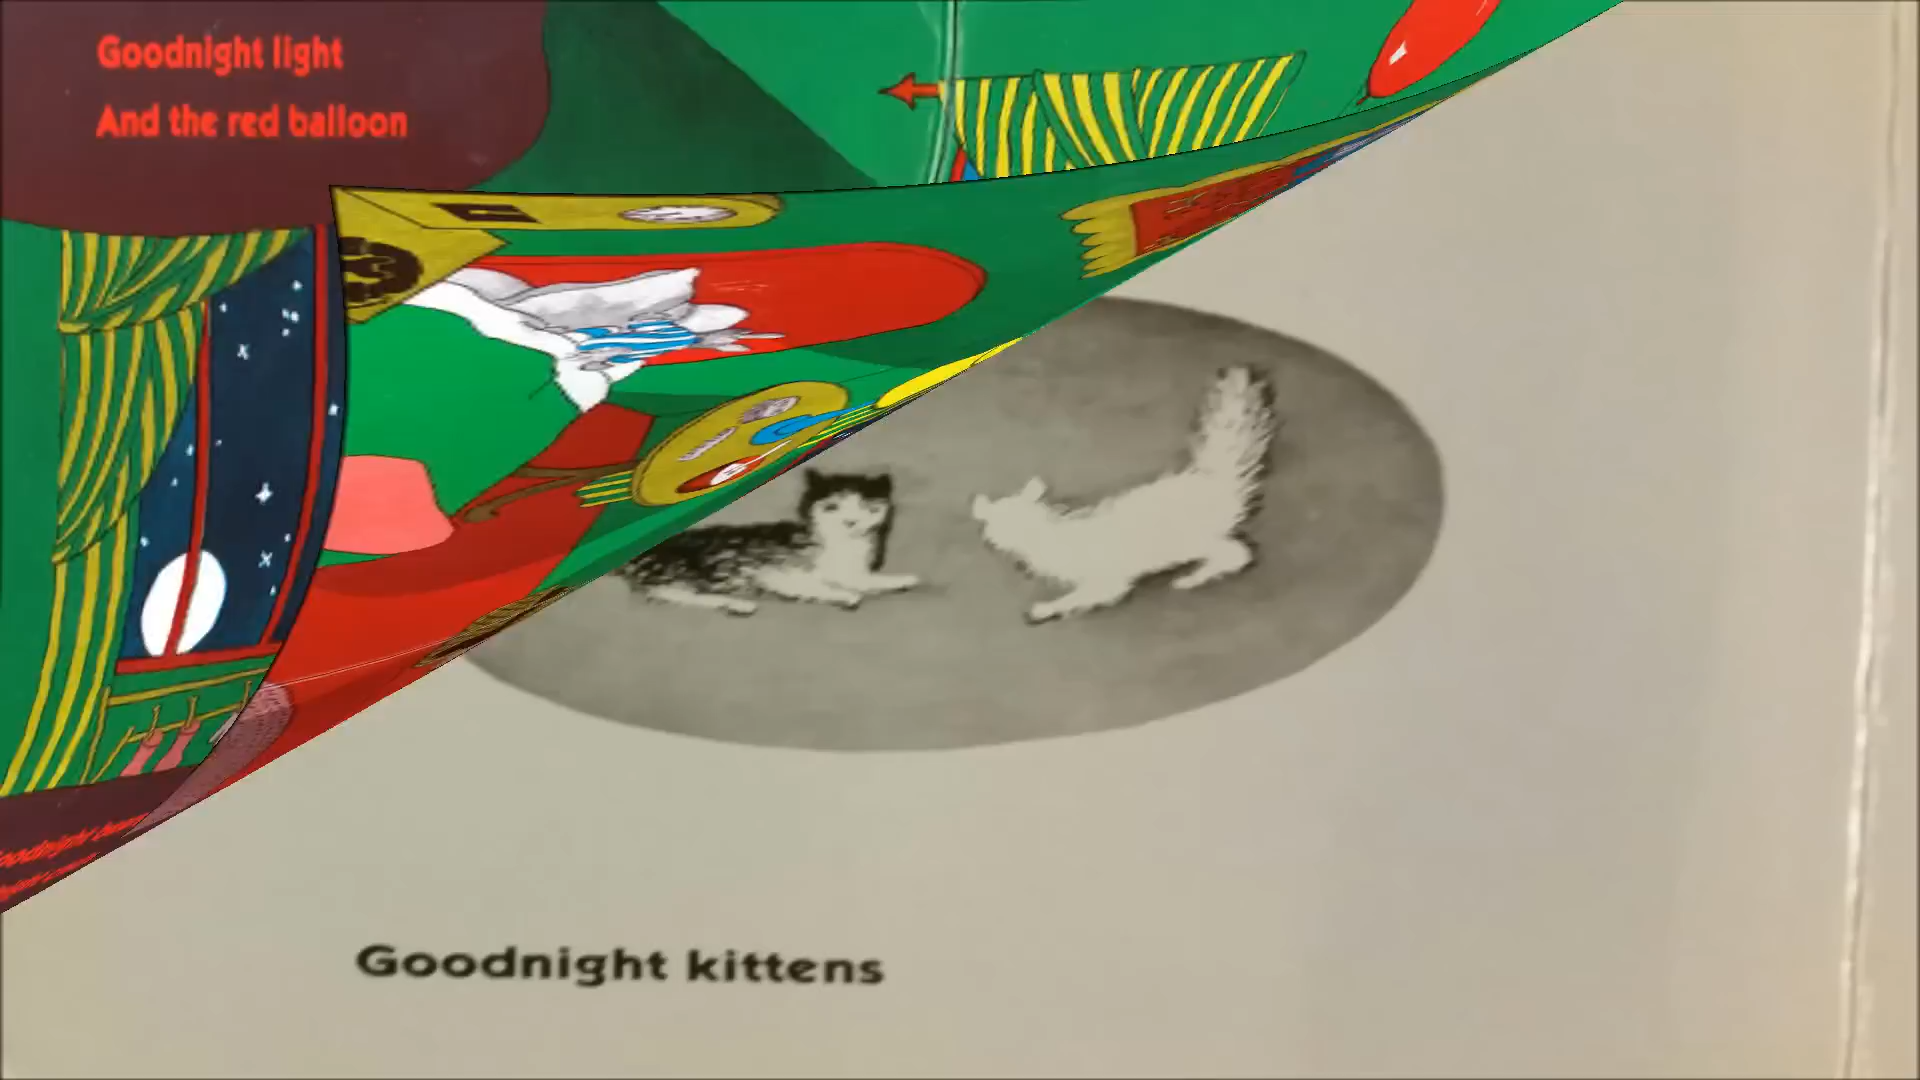 Goodnight light
And the red balloon
Goodnight kittens